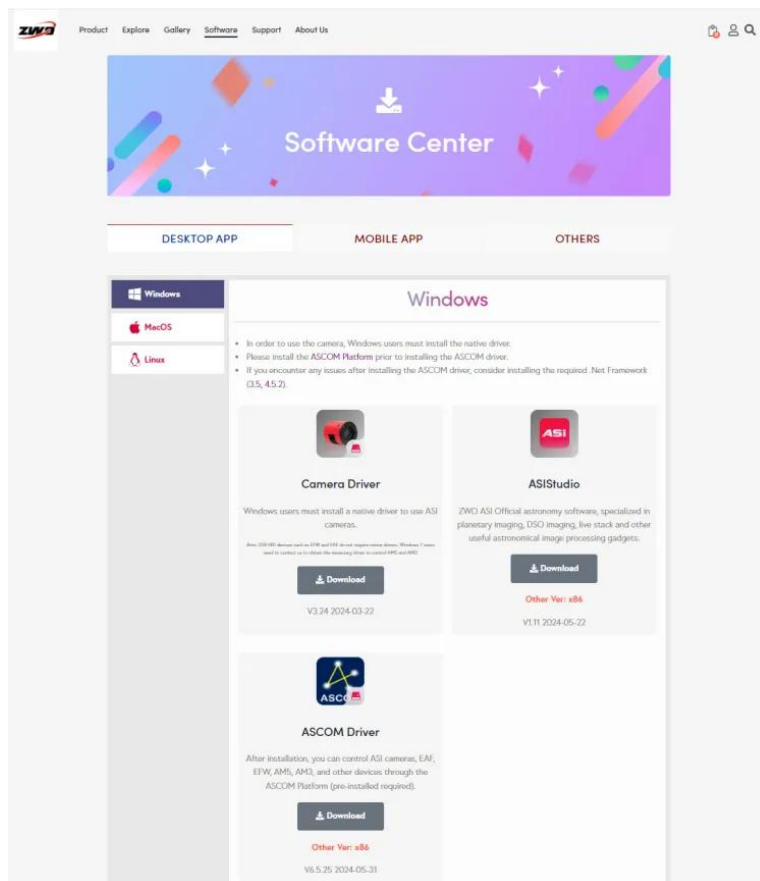 ZWO
Product Explore Gallery Software Support About Us
Software Center
DESKTOP APP MOBILE APP OTHERS
Windows
MacOS
Linux
Windows
In order to use the camera, Windows users must install the native driver.
Please install the ASCOM Platform prior to installing the ASCOM driver.
If you encounter any issues after installing the ASCOM driver, consider installing the required .Net Framework
(3.5, 4.5.2).
Camera Driver
Windows users must install a native driver to use ASI
cameras.
Download
V3.24 2024-03-22
ASI
ASIStudio
ZWO ASI Official astronomy software, specialized in
planetary imaging, DSO imaging, live stack and other
useful astronomical image processing gadgets.
Download
Other Ver: x86
V1.11 2024-05-22
ASCOM Driver
After installation, you can control ASI cameras, EAF,
EFW, AM5, AM3, and other devices through the
ASCOM Platform (pre-installed required).
Download
Other Ver: x86
V6.5.25 2024-05-31